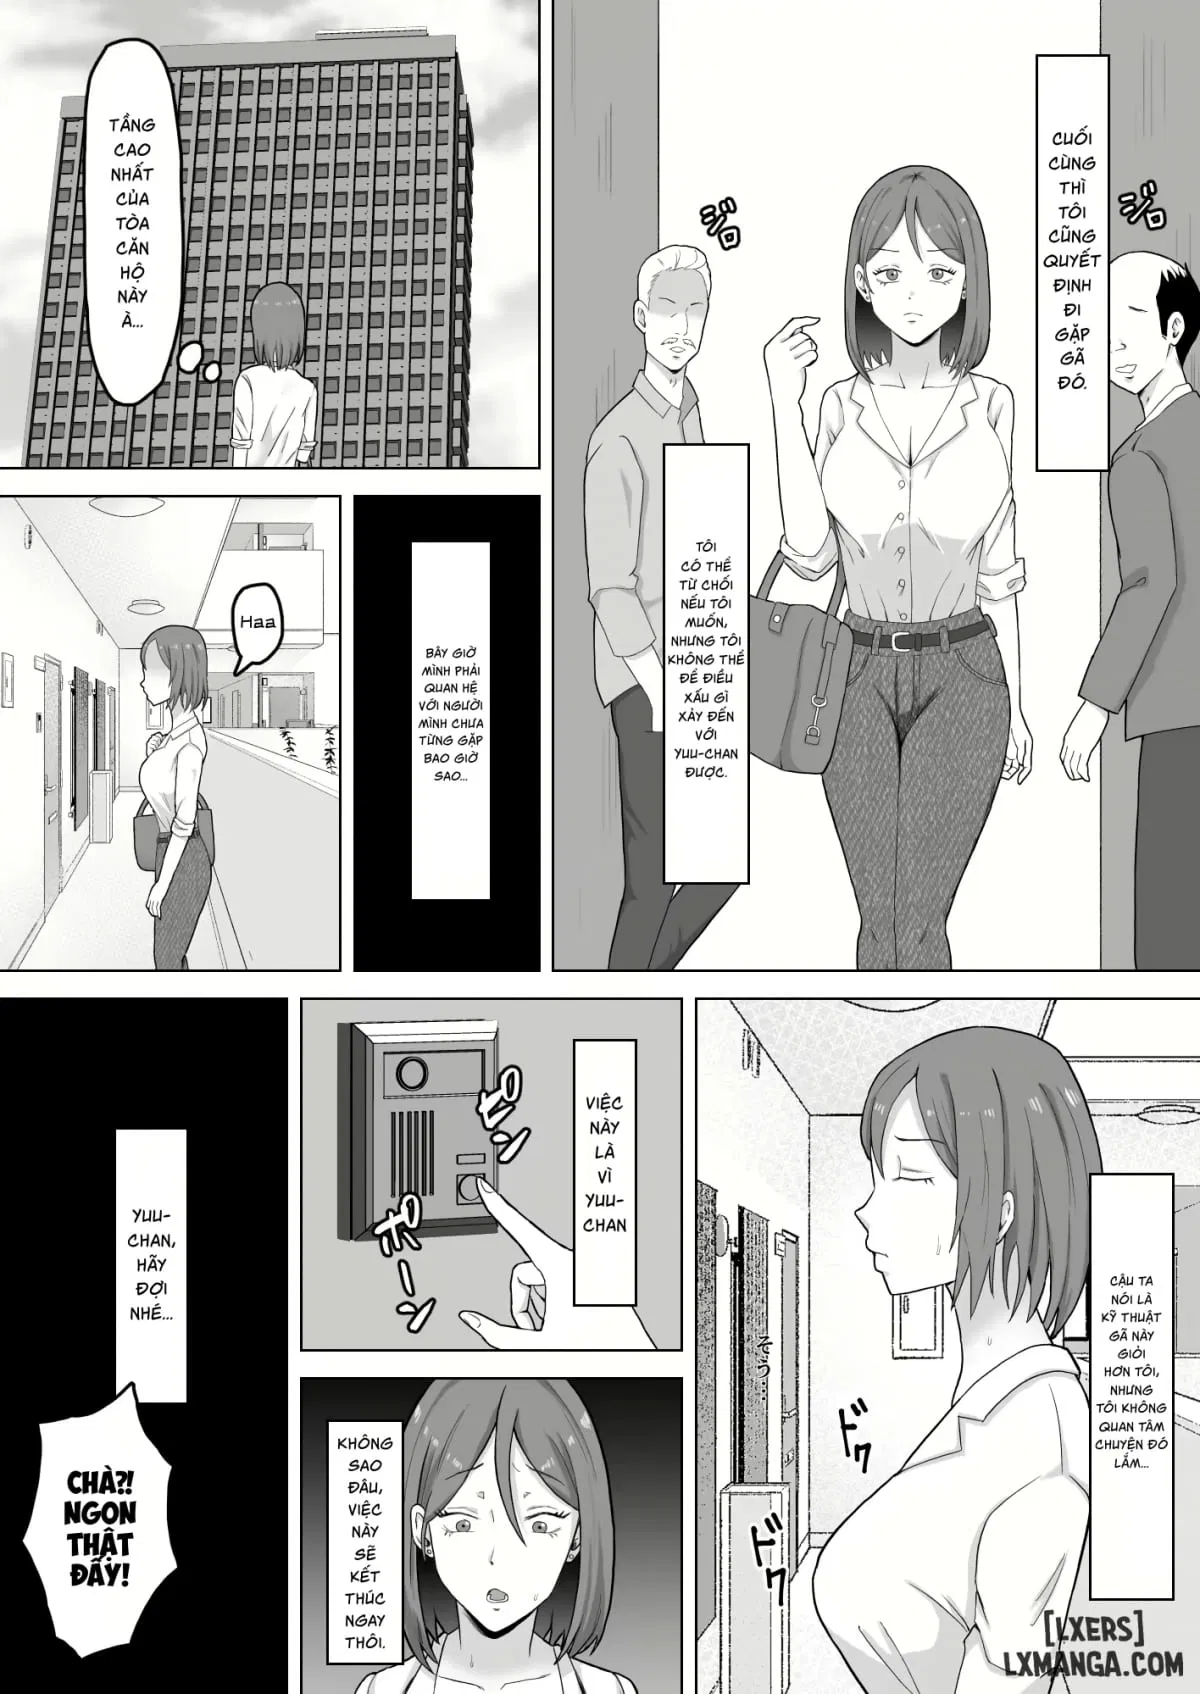 CUỐI
CÙNG THÌ
TÔI
CŨNG
QUYẾT
ĐỊNH ĐI
GẶP GÃ
ĐÓ.
ジロ
ジロ
TÔI
CÓ THỂ
TỪ CHỐI
NẾU TÔI
MUỐN,
NHƯNG TÔI
KHÔNG THỂ
ĐỂ ĐIỀU
XẤU GÌ
XẢY ĐẾN
VỚI
YUU-CHAN
ĐƯỢC.
TẦNG
CAO
NHẤT
CỦA
TÒA
CĂN
HỘ
NÀY
À...
BÂY GIỜ
MÌNH PHẢI
QUAN HỆ
VỚI NGƯỜI
MÌNH CHƯA
TỪNG GẶP
BAO GIỜ
SAO...
Haa
CẬU TA
NÓI LÀ
KỸ THUẬT
GÃ NÀY
GIỎI
HƠN TÔI,
NHƯNG
TÔI KHÔNG
QUAN TÂM
CHUYỆN ĐÓ
LẮM...
そう...
ドク
ドク
VIỆC
NÀY
LÀ
VÌ
YUU-
CHAN
ピンポーン
KHÔNG
SAO
ĐÂU,
VIỆC
NÀY
SẼ
KẾT
THÚC
NGAY
THÔI.
YUU-
CHAN,
HÃY
ĐỢI
NHÉ...
CHÀ?!
NGON
THẬT
ĐẤY!
[LXERS]
LXMANGA.COM